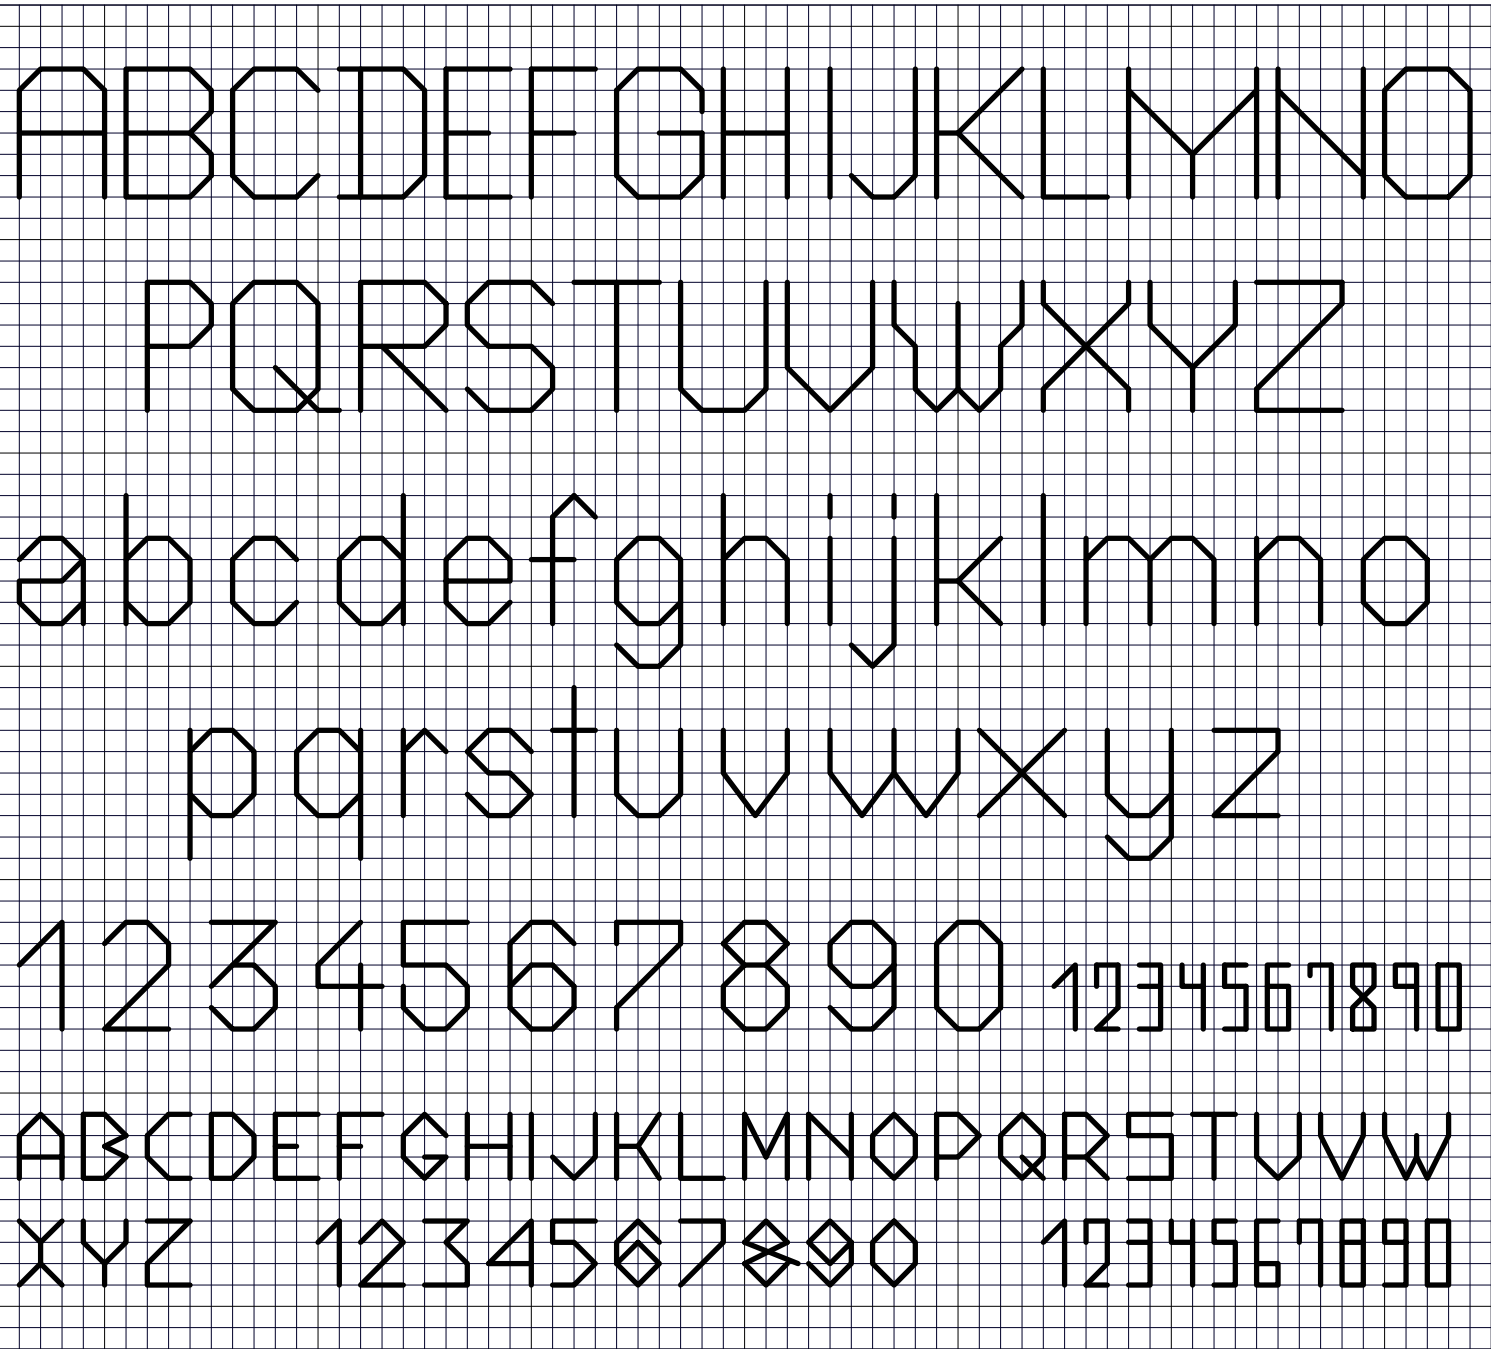 ABCDEFGHIJKLMNO
PQRSTUVWXYZ
abcdefghijklmno
pqrstuvwxyz
1234567890 1234567890
ABCDEFGHIJKLMNOPQRSTUVW
XYZ 1234567890 1234567890